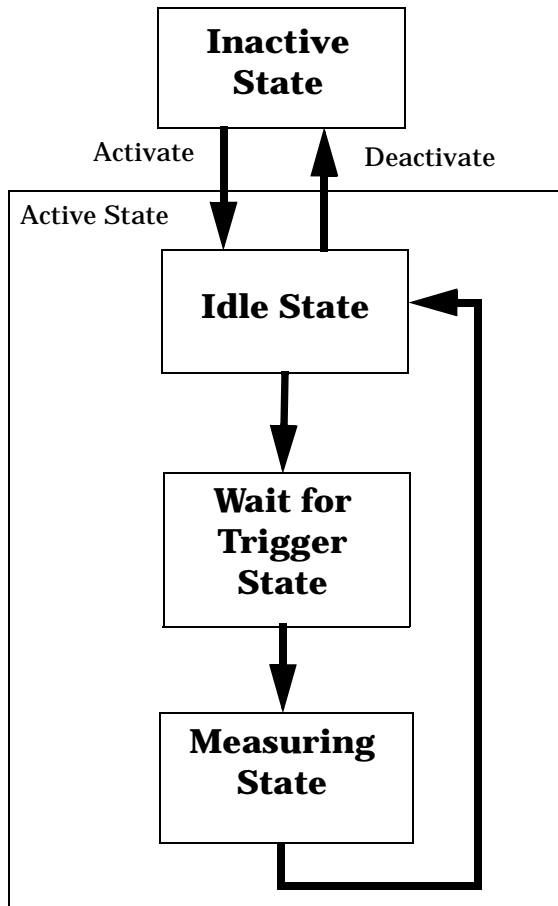 Inactive
State
Activate
Deactivate
Active State
Idle State
Wait for
Trigger
State
Measuring
State